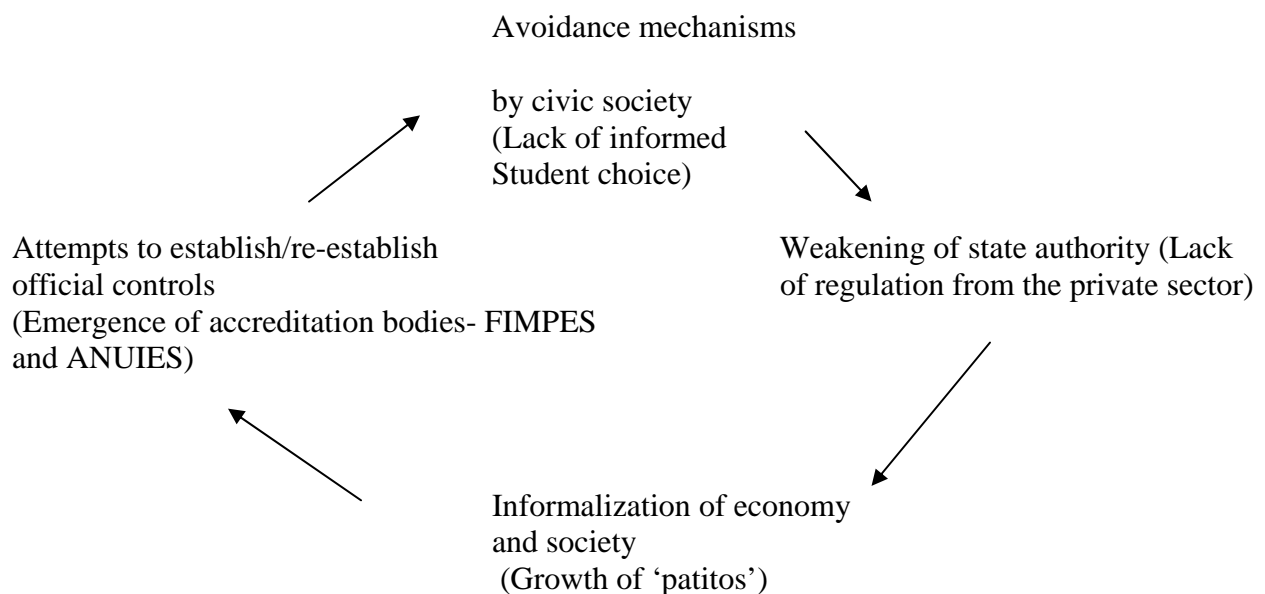 Avoidance mechanisms
by civic society
(Lack of informed
Student choice)
Attempts to establish/re-establish
official controls
(Emergence of accreditation bodies- FIMPES
and ANUIES)
Weakening of state authority (Lack
of regulation from the private sector)
Informalization of economy
and society
(Growth of ‘patitos’)